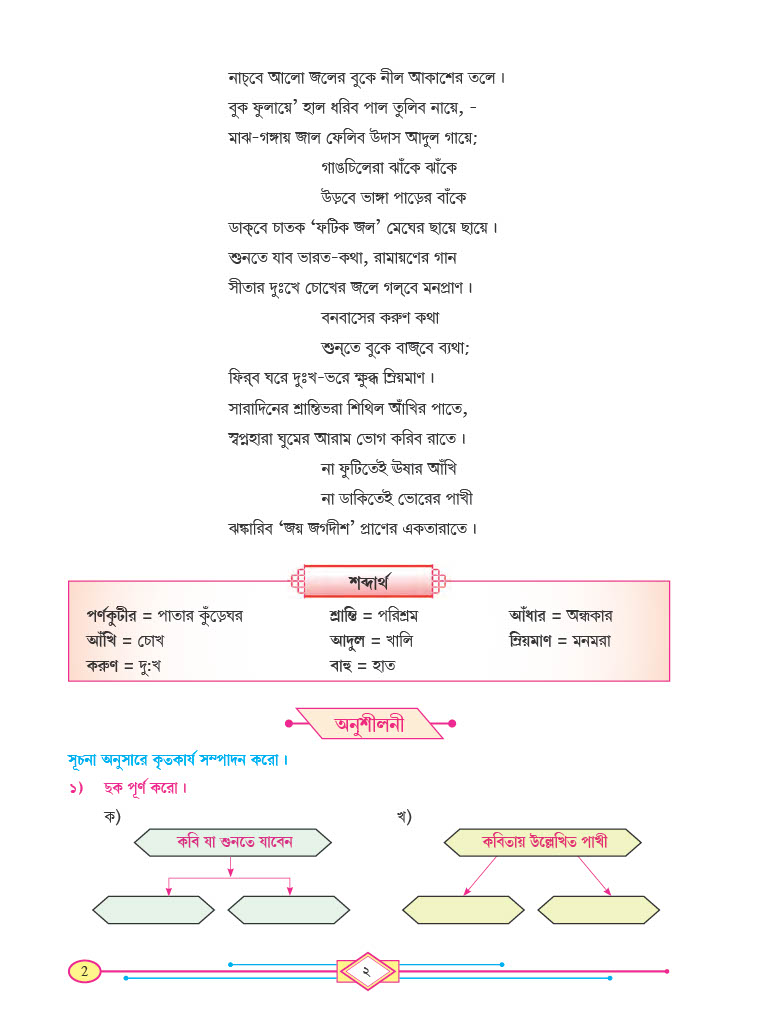 নাচ্‌বে আলো জলের বুকে নীল আকাশের তলে।
বুক ফুলায়ে’ হাল ধরিব পাল তুলিব নায়ে, -
মাঝ-গঙ্গায় জাল ফেলিব উদাস আদুল গায়ে:
গাঙচিলেরা ঝাঁকে ঝাঁকে
উড়বে ভাঙ্গা পাড়ের বাঁকে
ডাক্‌বে চাতক ‘ফটিক জল’ মেঘের ছায়ে ছায়ে।
শুনতে যাব ভারত-কথা, রামায়ণের গান
সীতার দুঃখে চোখের জলে গল্‌বে মনপ্রাণ।
বনবাসের করুণ কথা
শুন্‌তে বুকে বাজ্‌বে ব্যথা:
ফির্‌ব ঘরে দুঃখ-ভরে ক্ষুব্ধ ম্রিয়মাণ।
সারাদিনের শ্রান্তিভরা শিথিল আঁখির পাতে,
স্বপ্নহারা ঘুমের আরাম ভোগ করিব রাতে।
না ফুটিতেই ঊষার আঁখি
না ডাকিতেই ভোরের পাখী
ঝঙ্কারিব ‘জয় জগদীশ’ প্রাণের একতারাতে।
শব্দার্থ
পর্ণকুটীর = পাতার কুঁড়েঘর শ্রান্তি = পরিশ্রম আঁধার = অন্ধকার
আঁখি = চোখ আদুল = খালি ম্রিয়মাণ = মনমরা
করুণ = দু:খ বাহু = হাত
অনুশীলনী
সূচনা অনুসারে কৃতকার্য সম্পাদন করো।
১) ছক পূর্ণ করো।
ক) খ)
কবি যা শুনতে যাবেন কবিতায় উল্লেখিত পাখী
2 ২